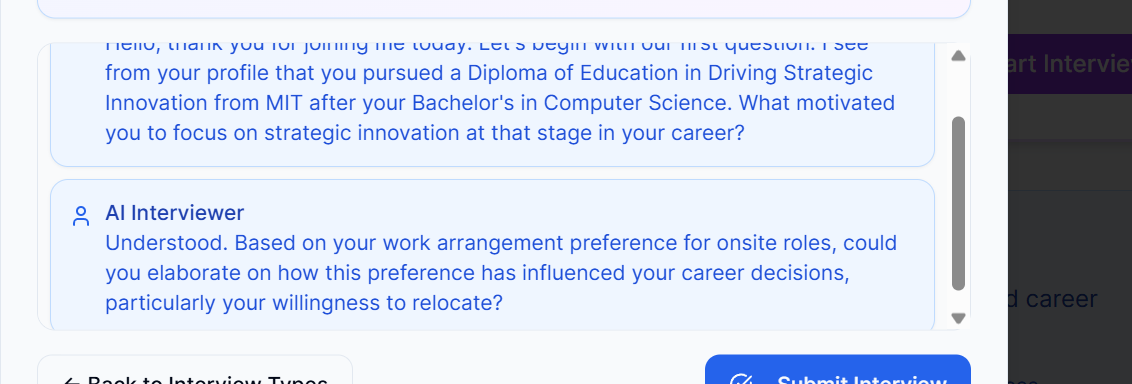 Hello, thank you for joining me today. Let's begin with our first question. I see
from your profile that you pursued a Diploma of Education in Driving Strategic
Innovation from MIT after your Bachelor's in Computer Science. What motivated
you to focus on strategic innovation at that stage in your career?
AI Interviewer
Understood. Based on your work arrangement preference for onsite roles, could
you elaborate on how this preference has influenced your career decisions,
particularly your willingness to relocate?
← Back to Interview Types
Submit Interview
art Intervie
d career